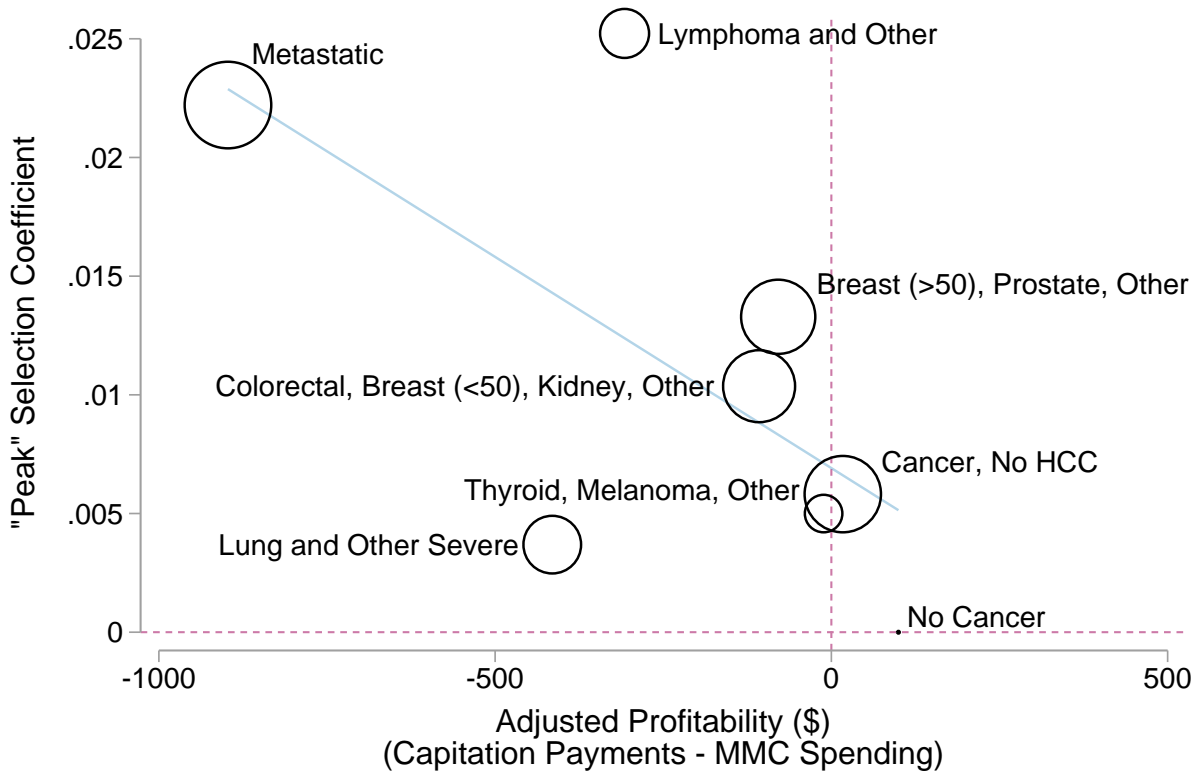 "Peak" Selection Coefficient
.025
.02
.015
.01
.005
0
Metastatic
Lymphoma and Other
Breast (>50), Prostate, Other
Colorectal, Breast (<50), Kidney, Other
Cancer, No HCC
Thyroid, Melanoma, Other
Lung and Other Severe
No Cancer
-1000
-500
0
500
Adjusted Profitability ($)
(Capitation Payments - MMC Spending)